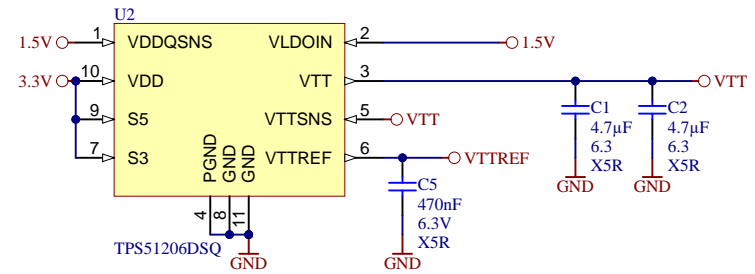 U2
1.5V 1 VDDQSNS VLDOIN 2 1.5V
3.3V 10 VDD VTT 3 VTT
9 S5 VTTSNS 5 VTT
7 S3 VTTREF 6 VTTREF
PGND GND GND
4 8 11
C1
4.7µF
6.3
X5R
GND
C2
4.7µF
6.3
X5R
GND
C5
470nF
6.3V
X5R
GND
TPS51206DSQ
GND